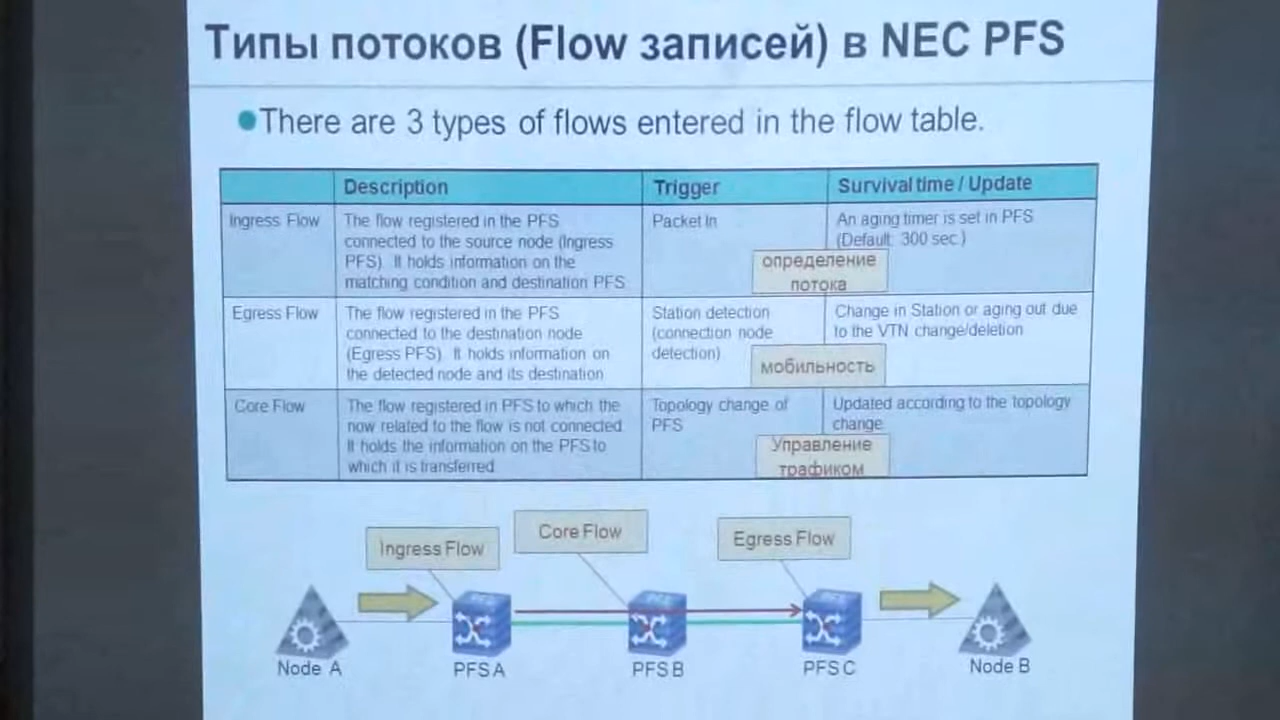 Типы потоков (Flow записей) в NEC PFS
There are 3 types of flows entered in the flow table.
Description
Trigger
Survival time / Update
Ingress Flow
The flow registered in the PFS
connected to the source node (Ingress
PFS). It holds information on the
matching condition and destination PFS
Packet In
An aging timer is set in PFS
(Default: 300 sec.)
определение
потока
Egress Flow
The flow registered in the PFS
connected to the destination node
(Egress PFS). It holds information on
the detected node and its destination
Station detection
(connection node
detection)
Change in Station or aging out due
to the VTN change/deletion
мобильность
Core Flow
The flow registered in PFS to which the
now related to the flow is not connected
It holds the information on the PFS to
which it is transferred
Topology change of
PFS
Updated according to the topology
change
Управление
трафиком
Ingress Flow
Core Flow
Egress Flow
Node A
PFS A
PFS B
PFS C
Node B